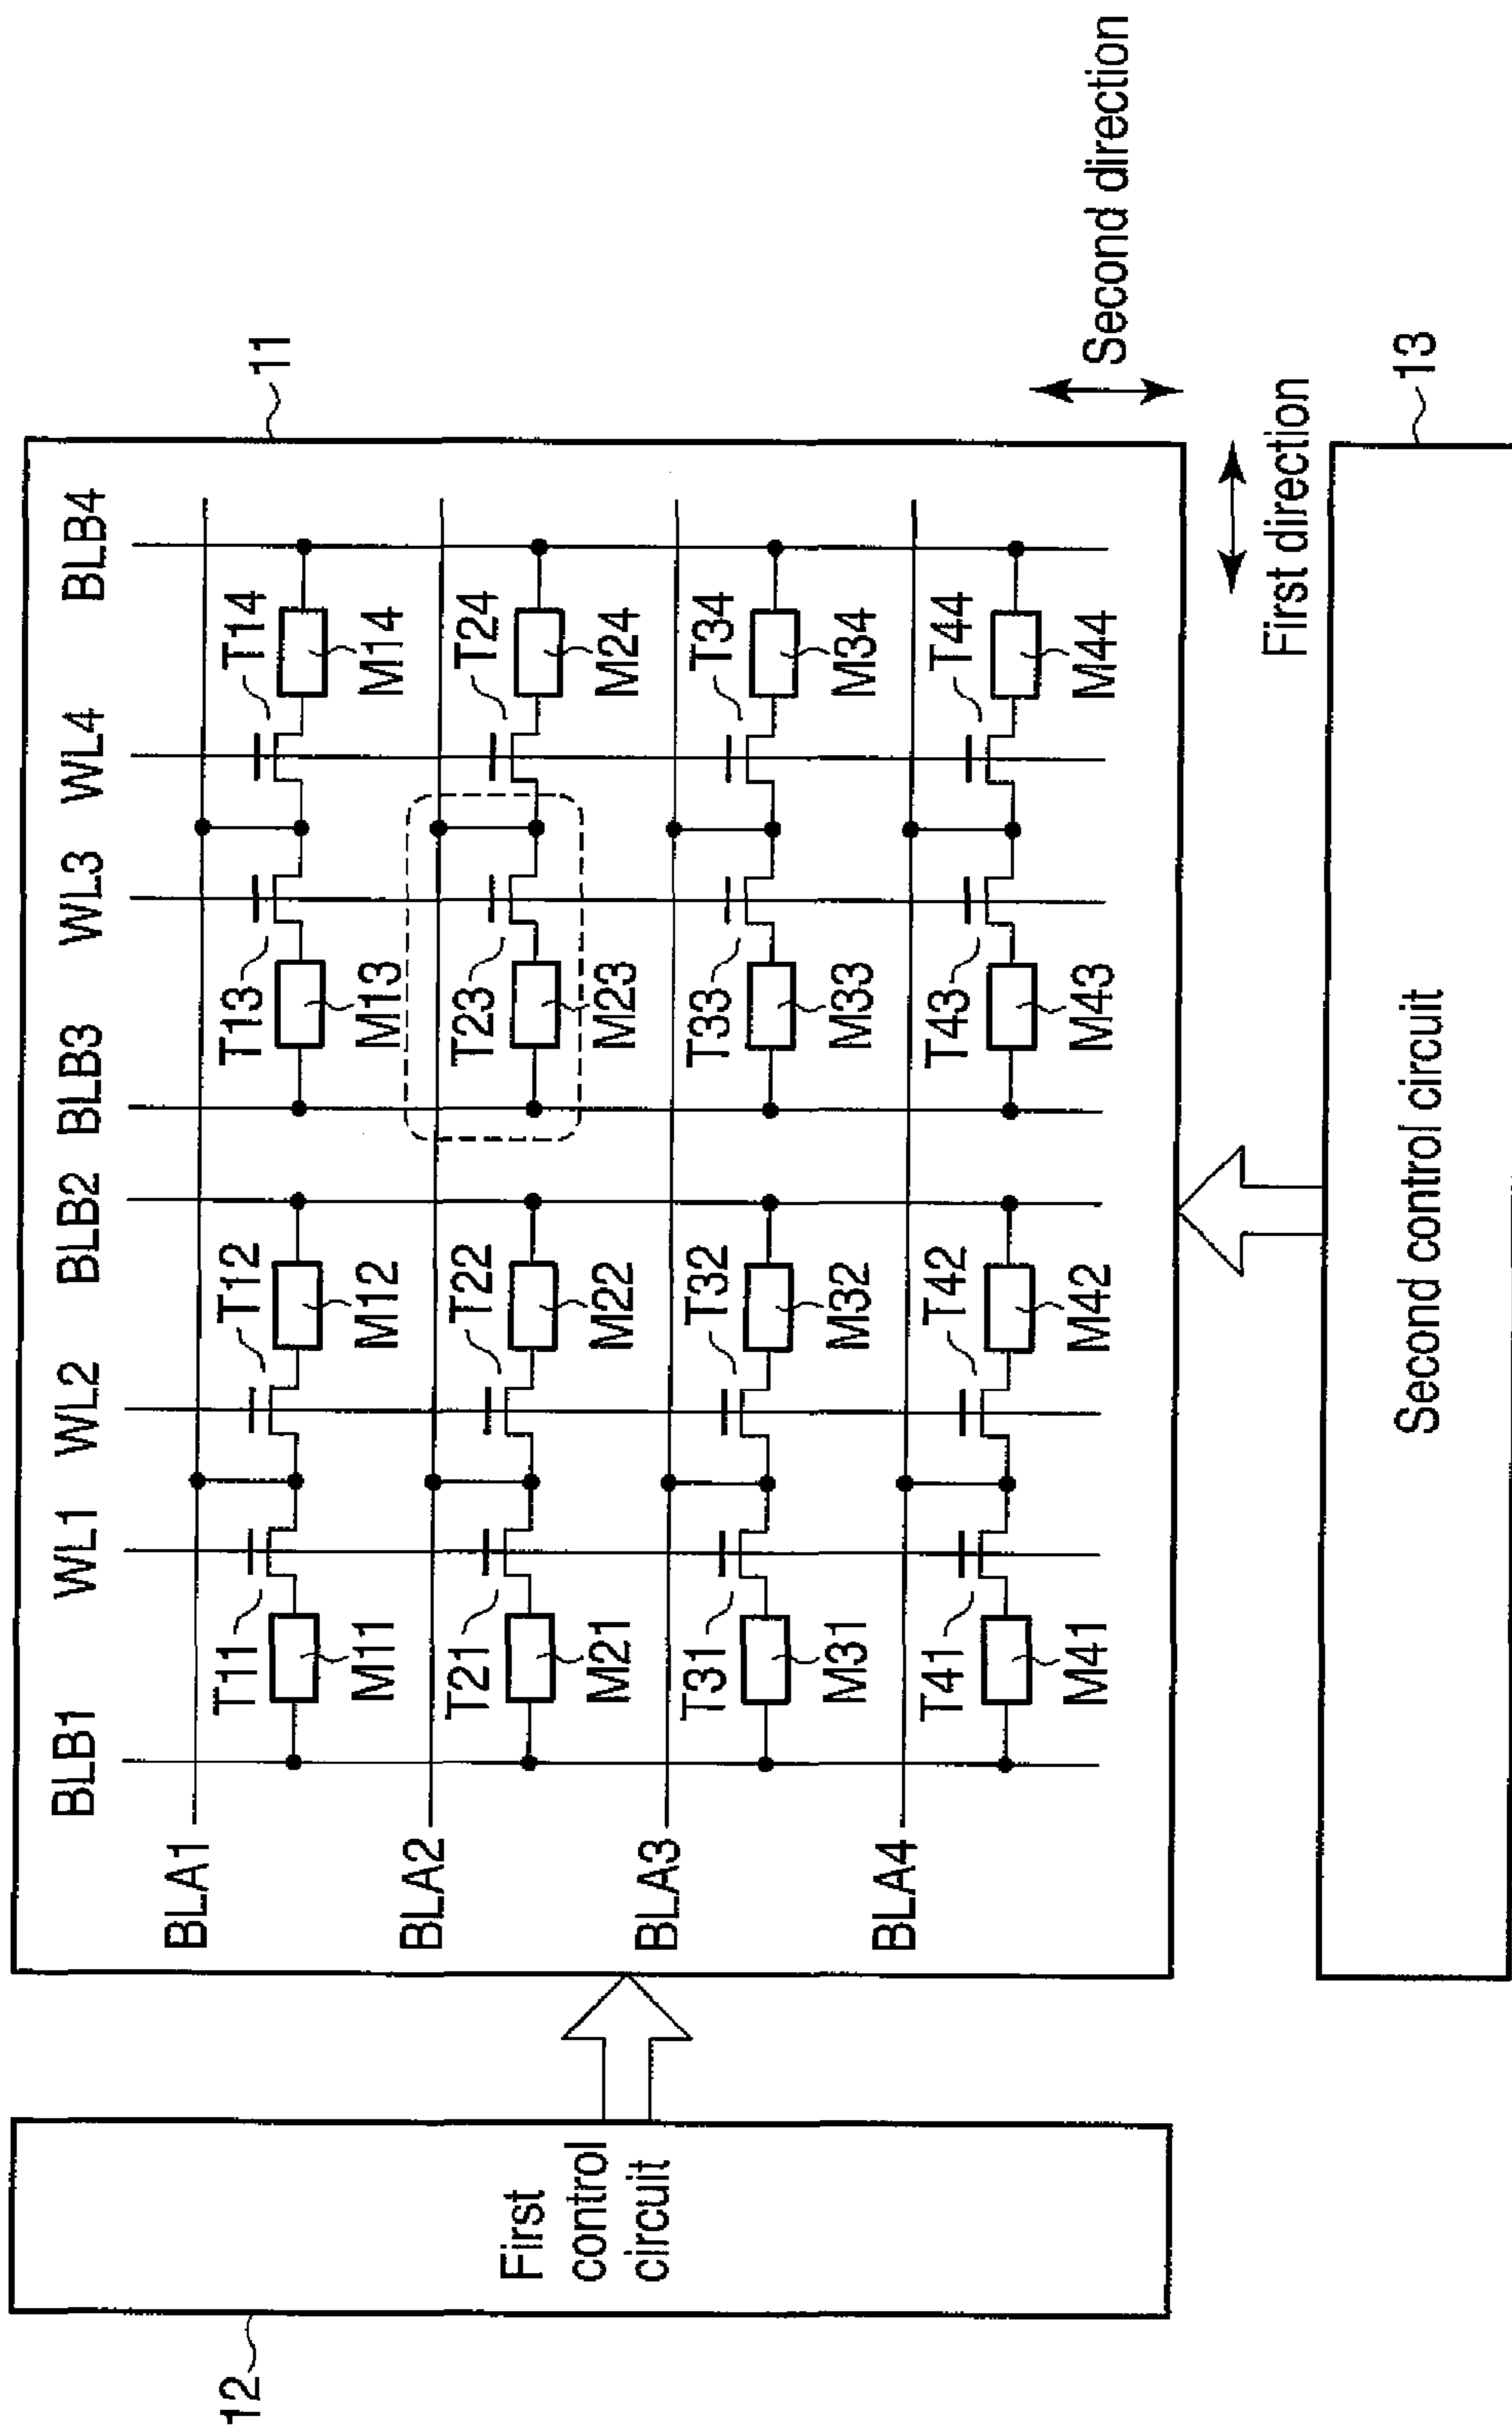 BLB1 WL1 WL2 BLB2 BLB3 WL3 WL4 BLB4
11
BLA1
T11 T12 T13 T14
M11 M12 M13 M14
BLA2
T21 T22 T23 T24
M21 M22 M23 M24
BLA3
T31 T32 T33 T34
M31 M32 M33 M34
BLA4
T41 T42 T43 T44
M41 M42 M43 M44
12
First
control
circuit
Second direction
First direction
13
Second control circuit